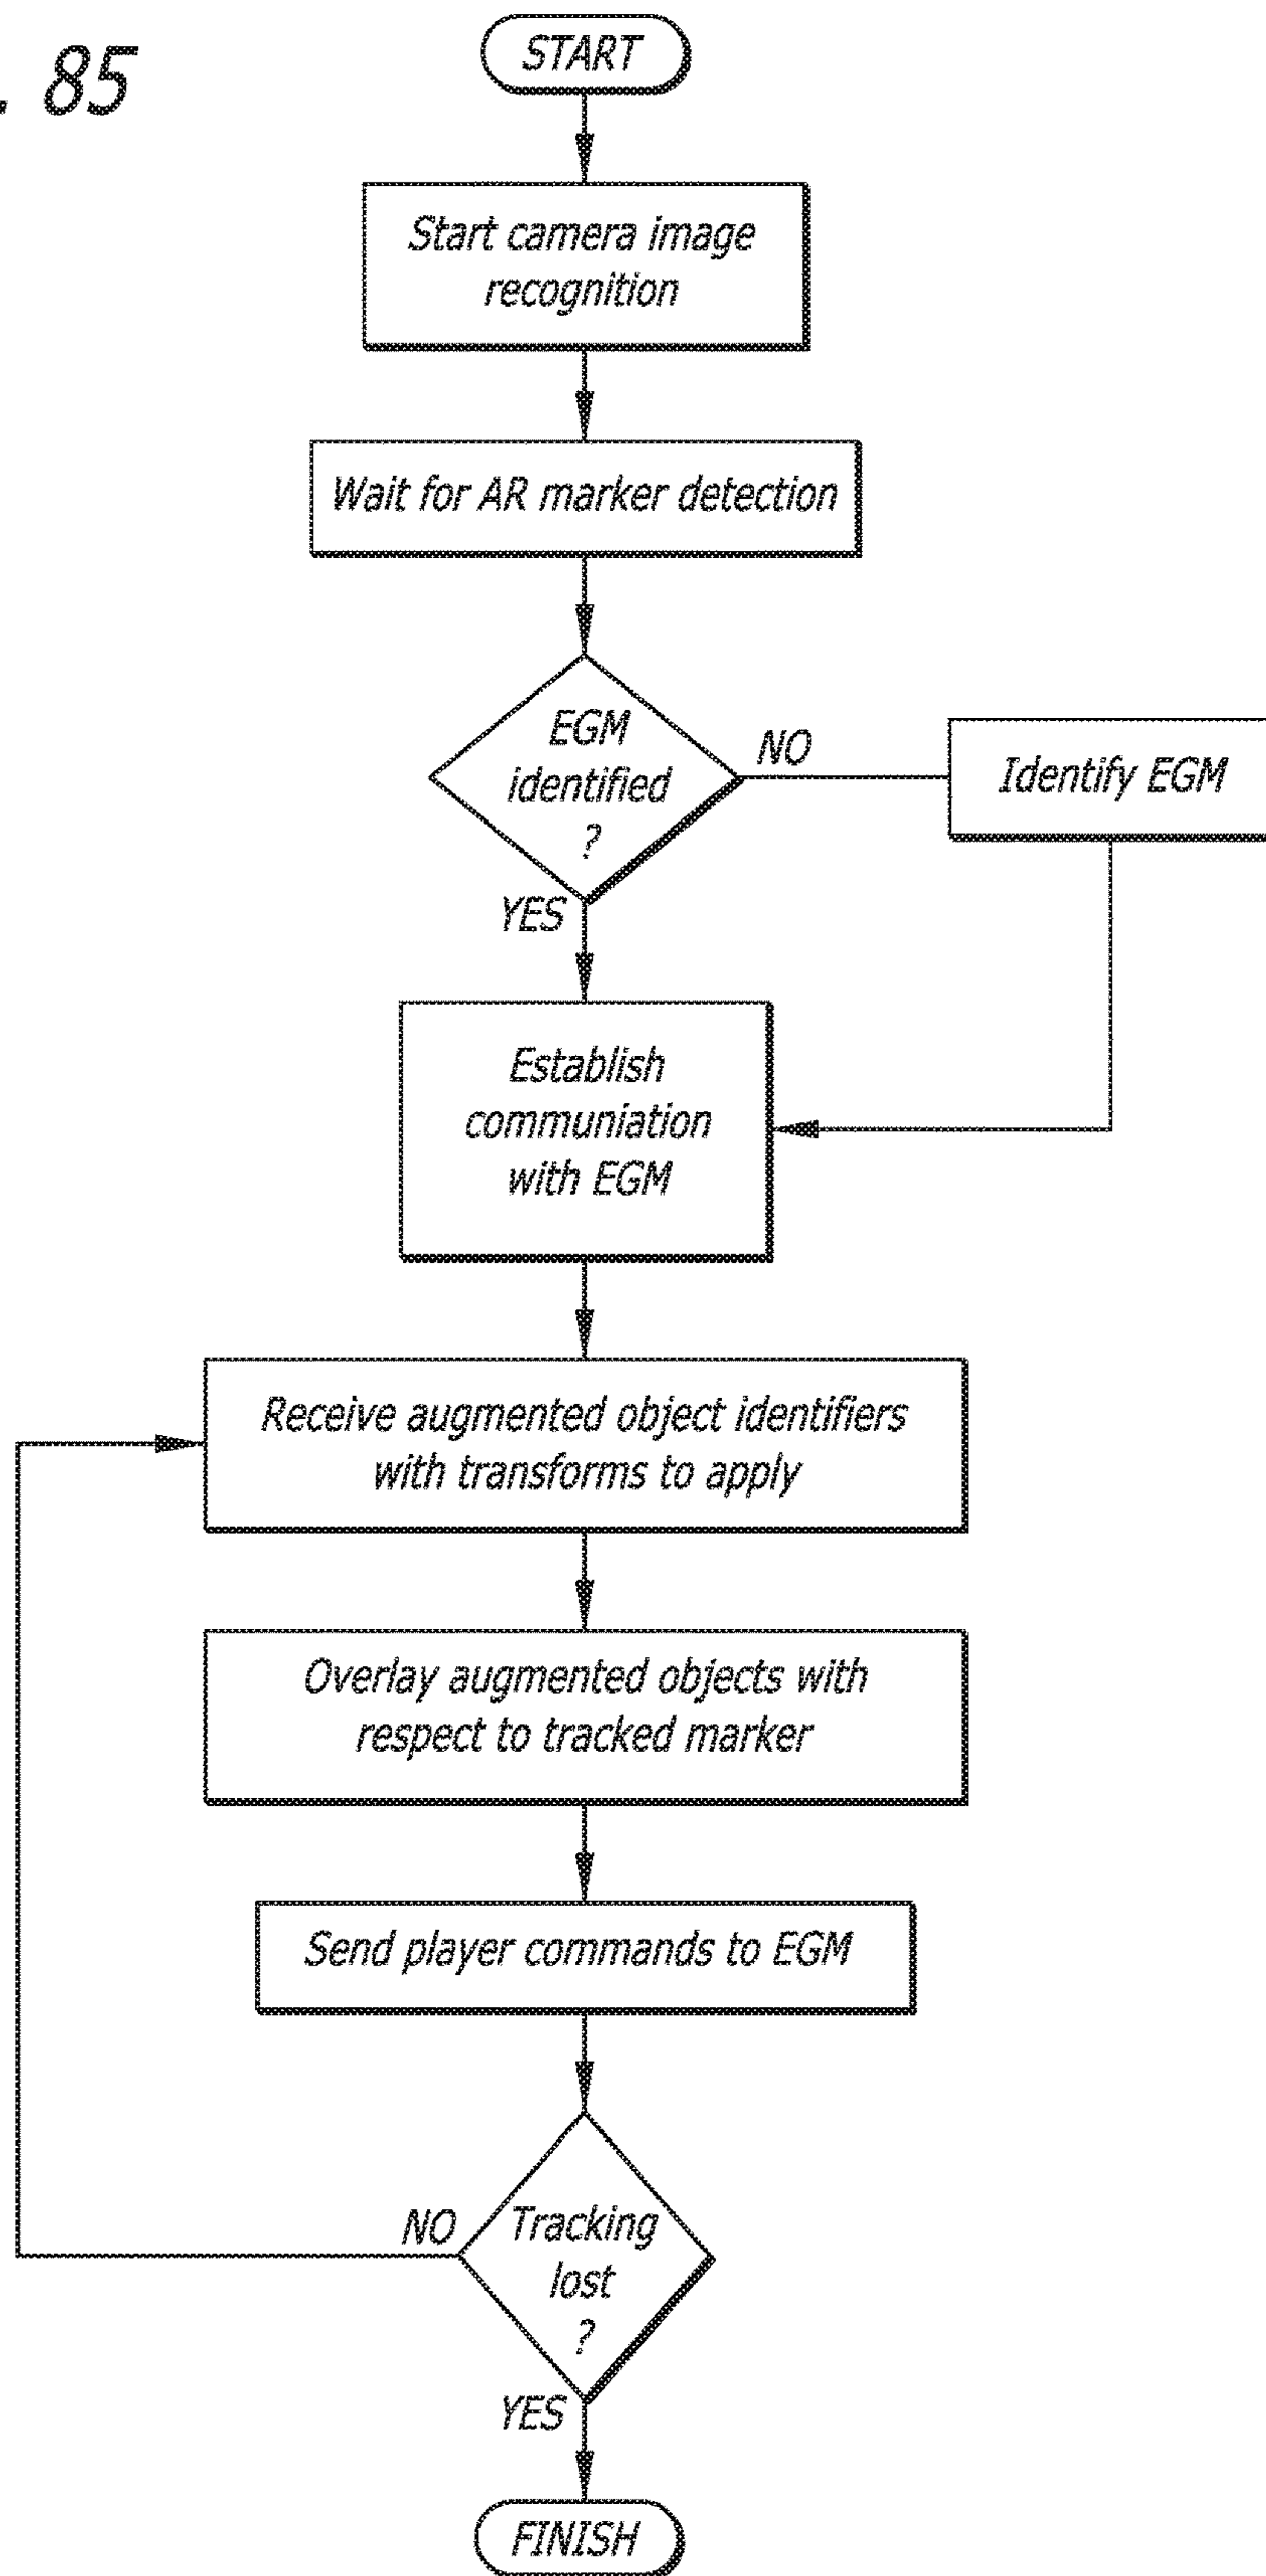 . 85
START
Start camera image
recognition
Wait for AR marker detection
EGM
identified
?
NO
Identify EGM
YES
Establish
communiation
with EGM
Receive augmented object identifiers
with transforms to apply
Overlay augmented objects with
respect to tracked marker
Send player commands to EGM
NO
Tracking
lost
?
YES
FINISH